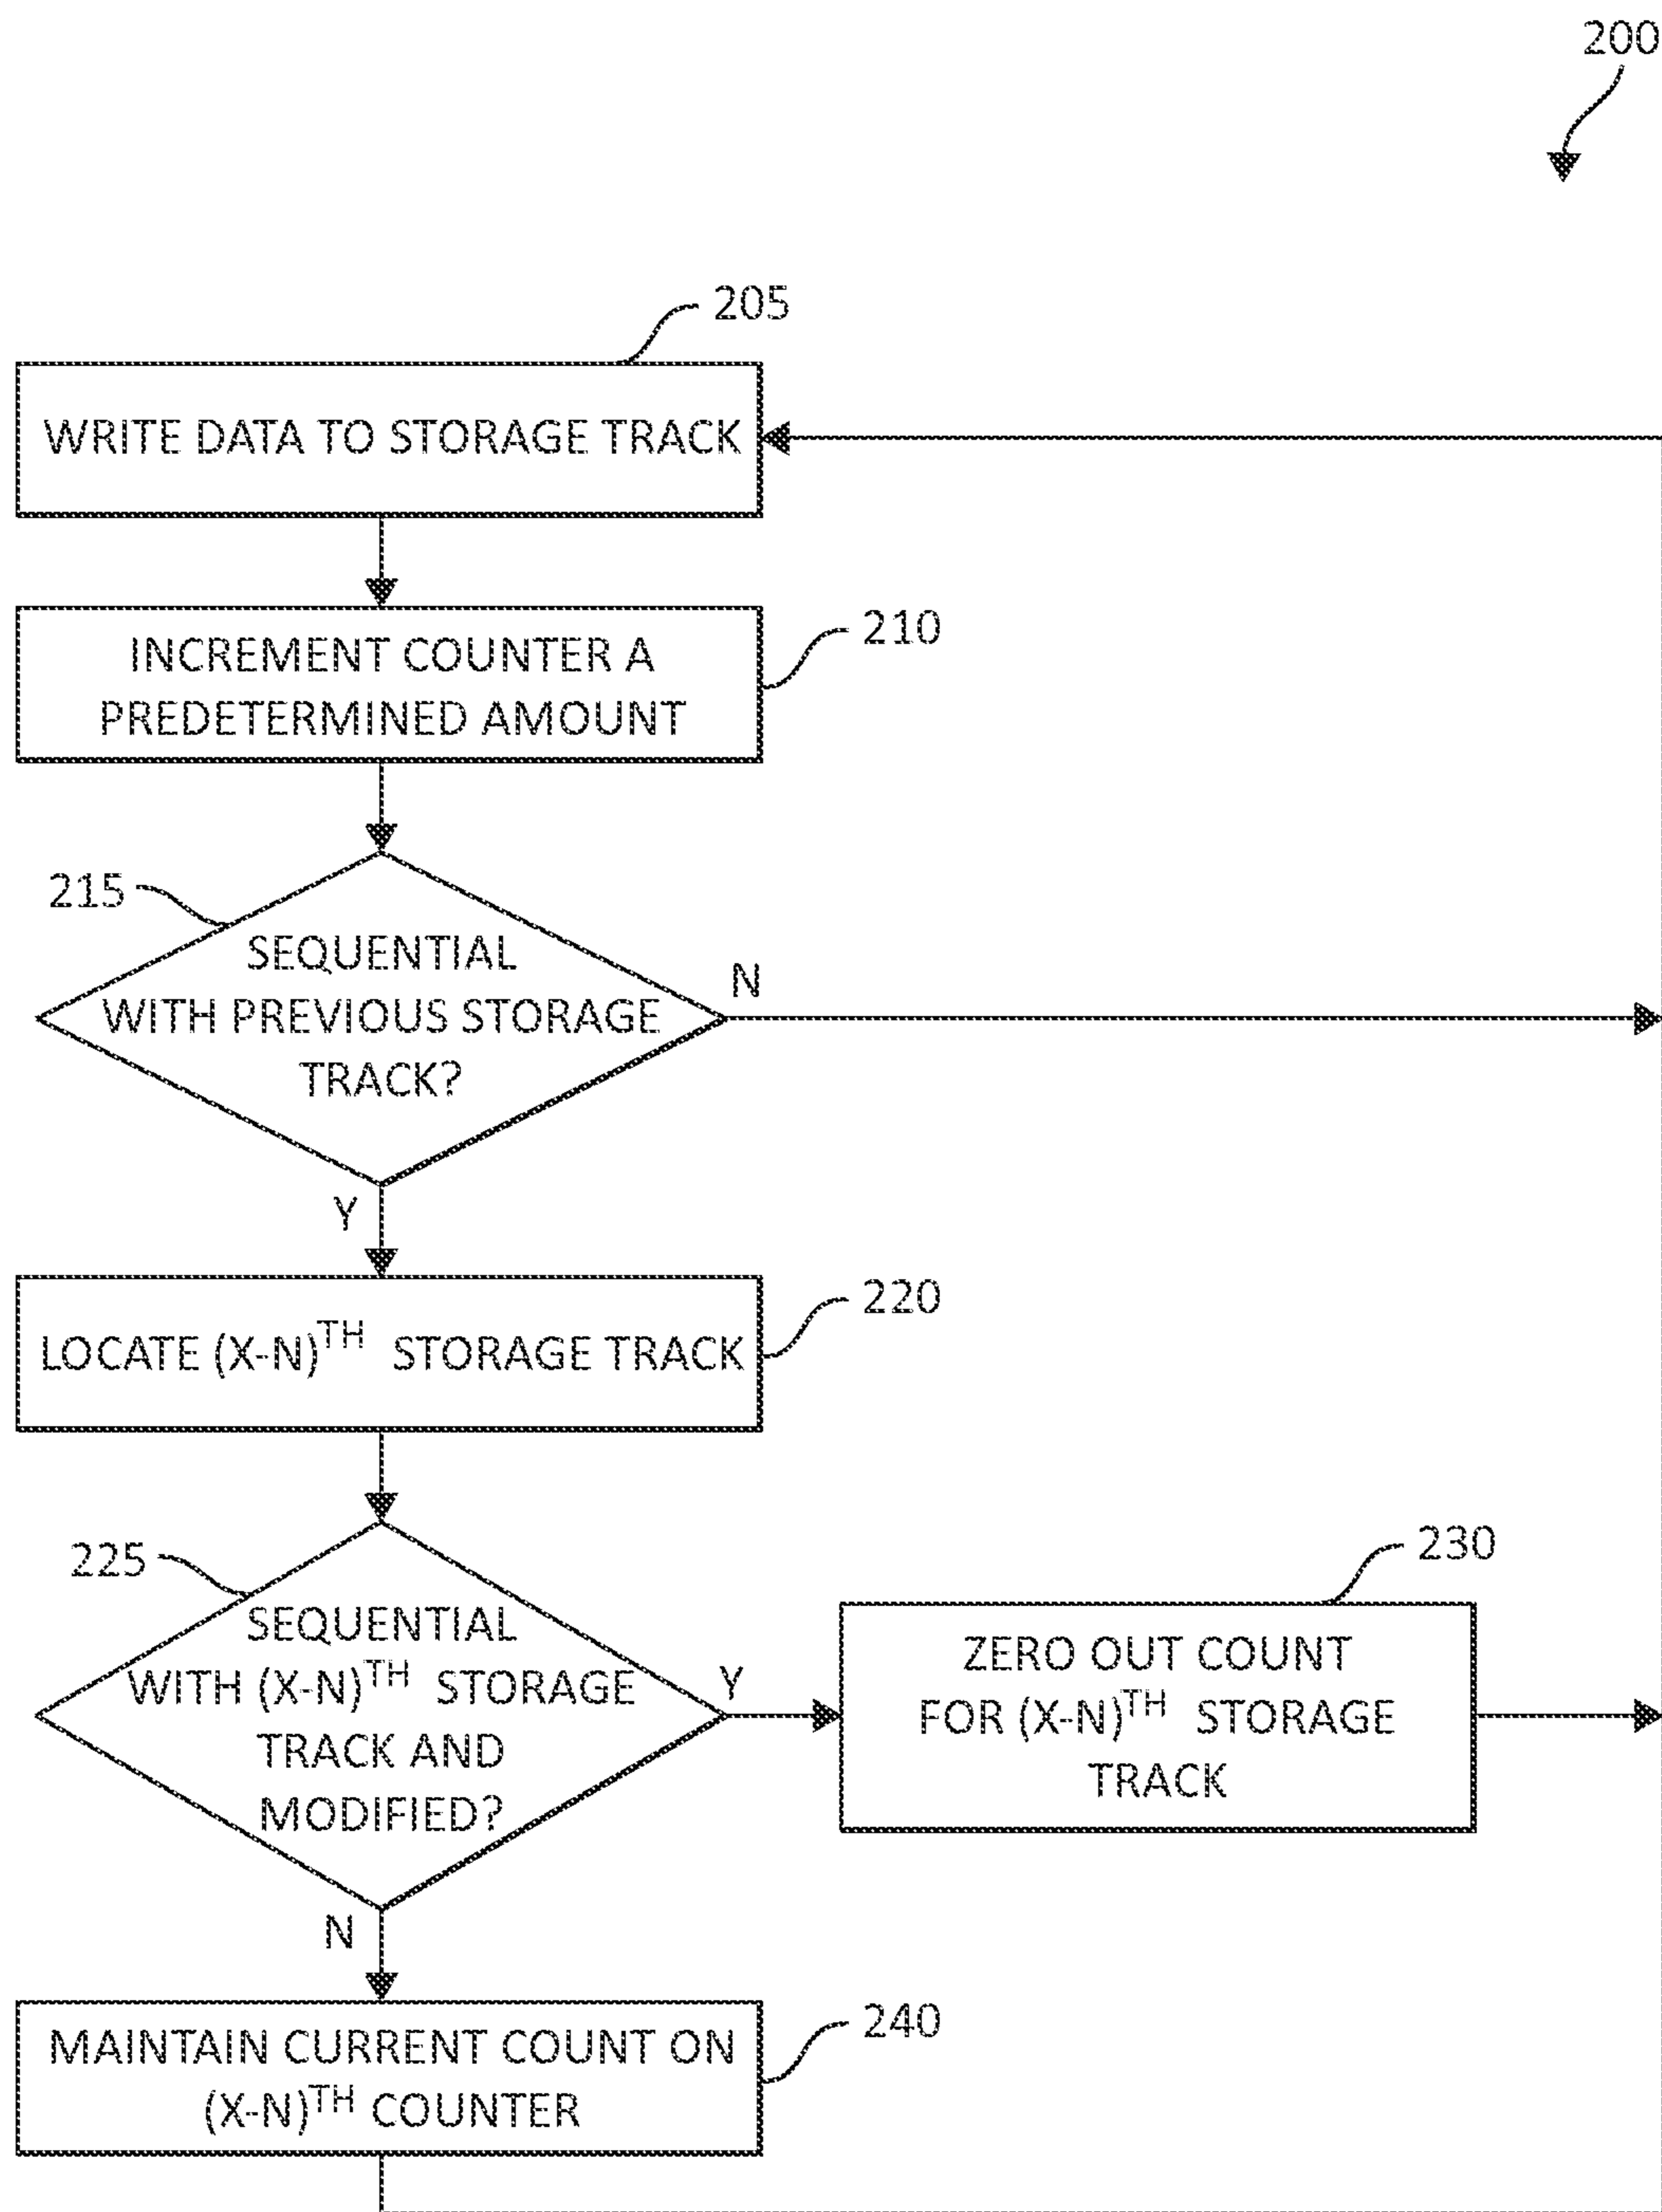 200
205
WRITE DATA TO STORAGE TRACK
INCREMENT COUNTER A
PREDETERMINED AMOUNT
210
215
SEQUENTIAL
WITH PREVIOUS STORAGE
TRACK?
N
Y
LOCATE (X-N)TH STORAGE TRACK
220
225
SEQUENTIAL
WITH (X-N)TH STORAGE
TRACK AND
MODIFIED?
Y
230
ZERO OUT COUNT
FOR (X-N)TH STORAGE
TRACK
N
MAINTAIN CURRENT COUNT ON
(X-N)TH COUNTER
240